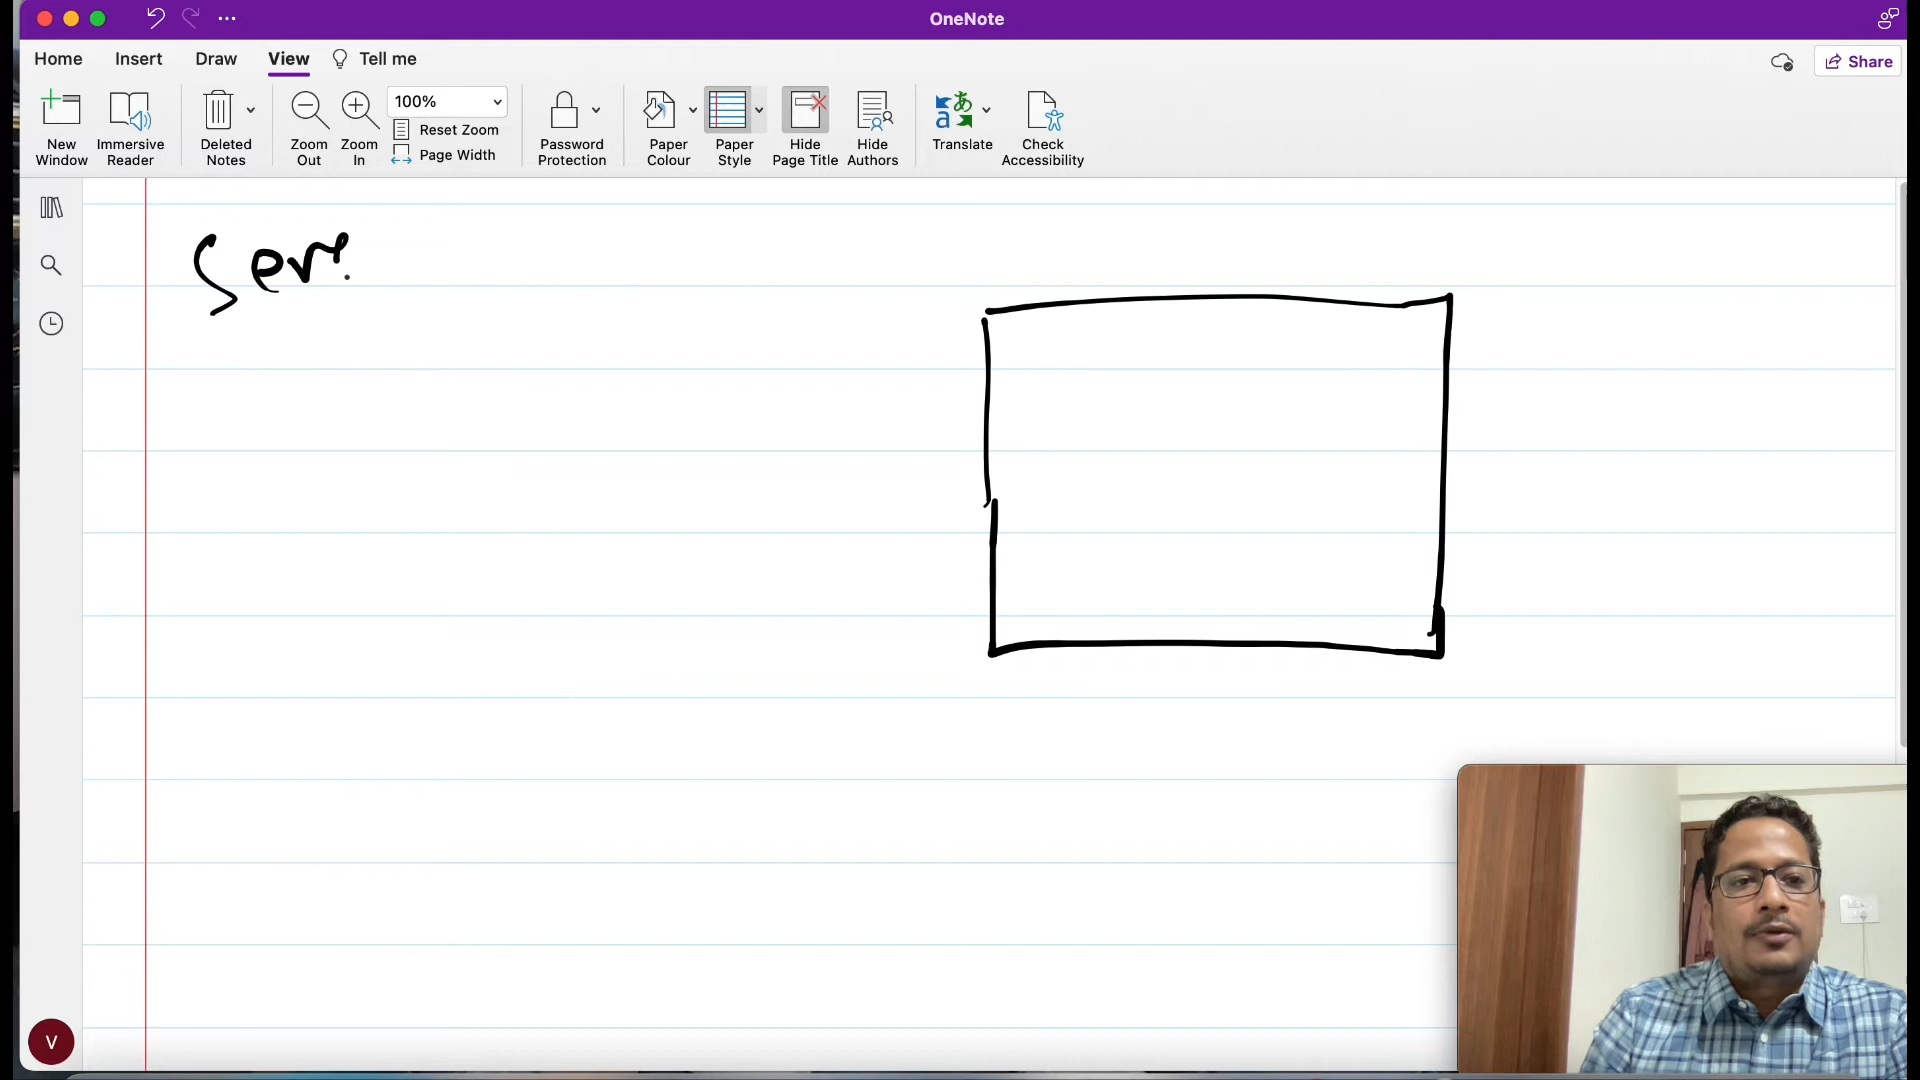 OneNote
Home Insert Draw View Tell me Share
100%
Reset Zoom
Page Width
New Window
Immersive Reader
Deleted Notes
Zoom Out
Zoom In
Password Protection
Paper Colour
Paper Style
Hide Page Title
Hide Authors
Translate
Check Accessibility
Serv
V